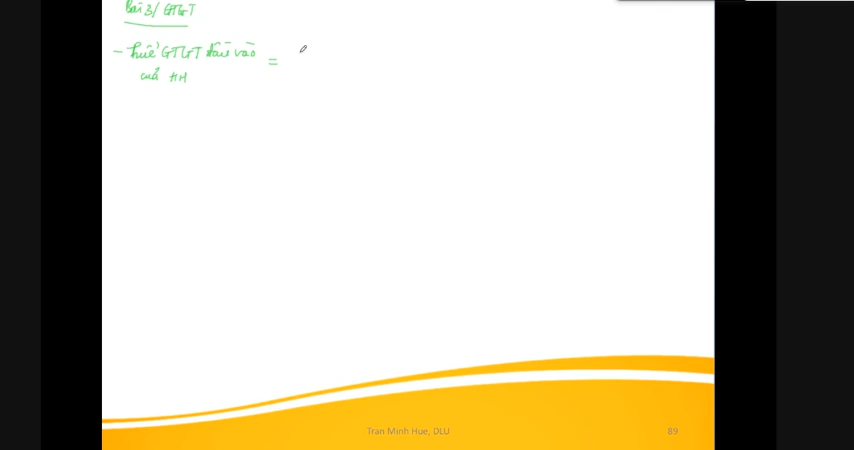 Bài 3/ GTGT
- Thuế GTGT đầu vào =
của HH
Tran Minh Hue, DLU
89